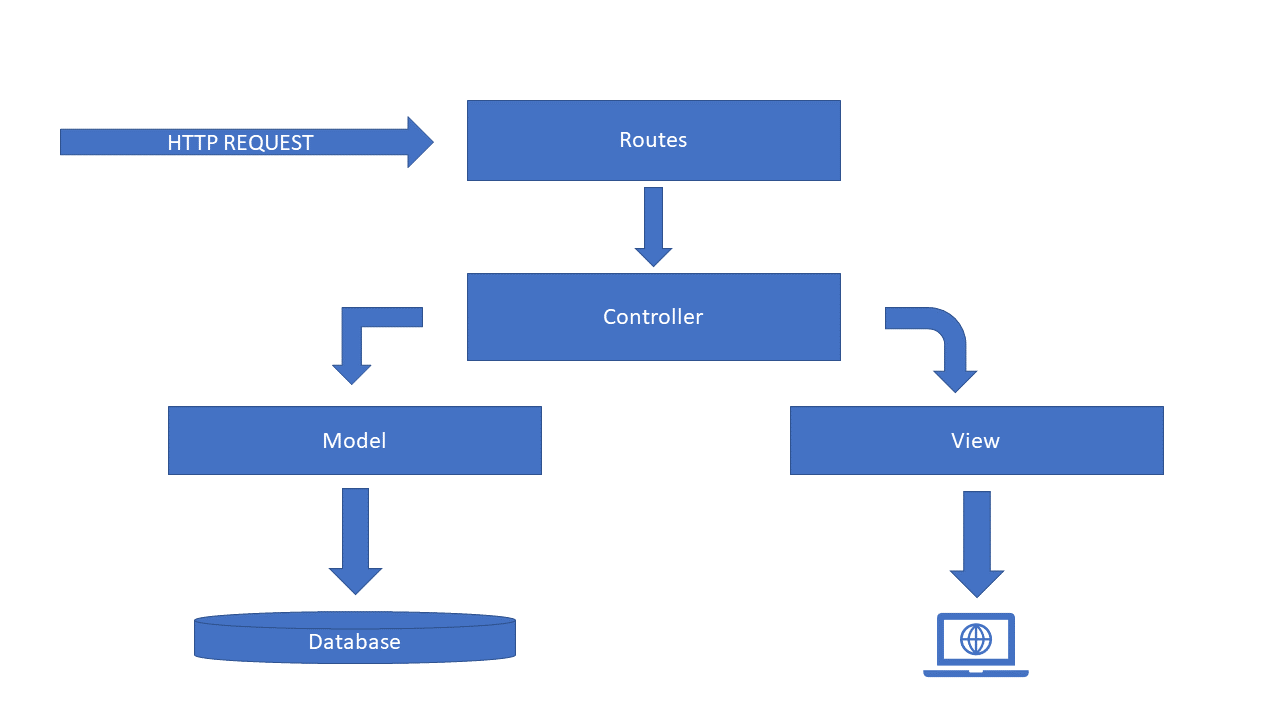 HTTP REQUEST
Routes
Controller
Model
View
Database